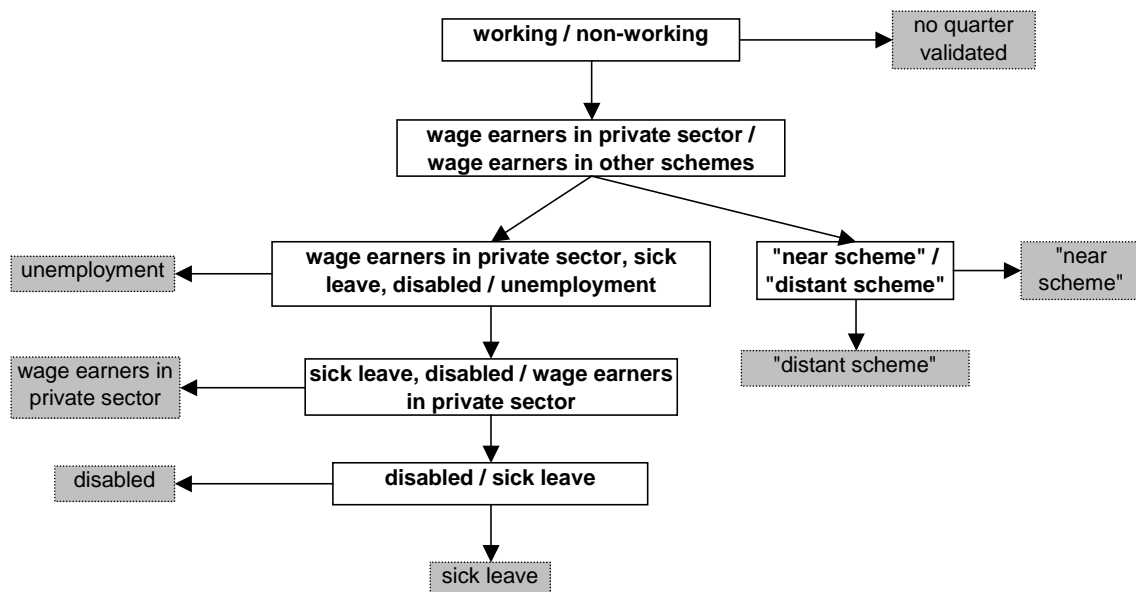 working / non-working
no quarter
validated
wage earners in private sector /
wage earners in other schemes
unemployment
wage earners in private sector, sick
leave, disabled / unemployment
"near scheme" /
"distant scheme"
"near
scheme"
"distant scheme"
wage earners in
private sector
sick leave, disabled / wage earners
in private sector
disabled
disabled / sick leave
sick leave